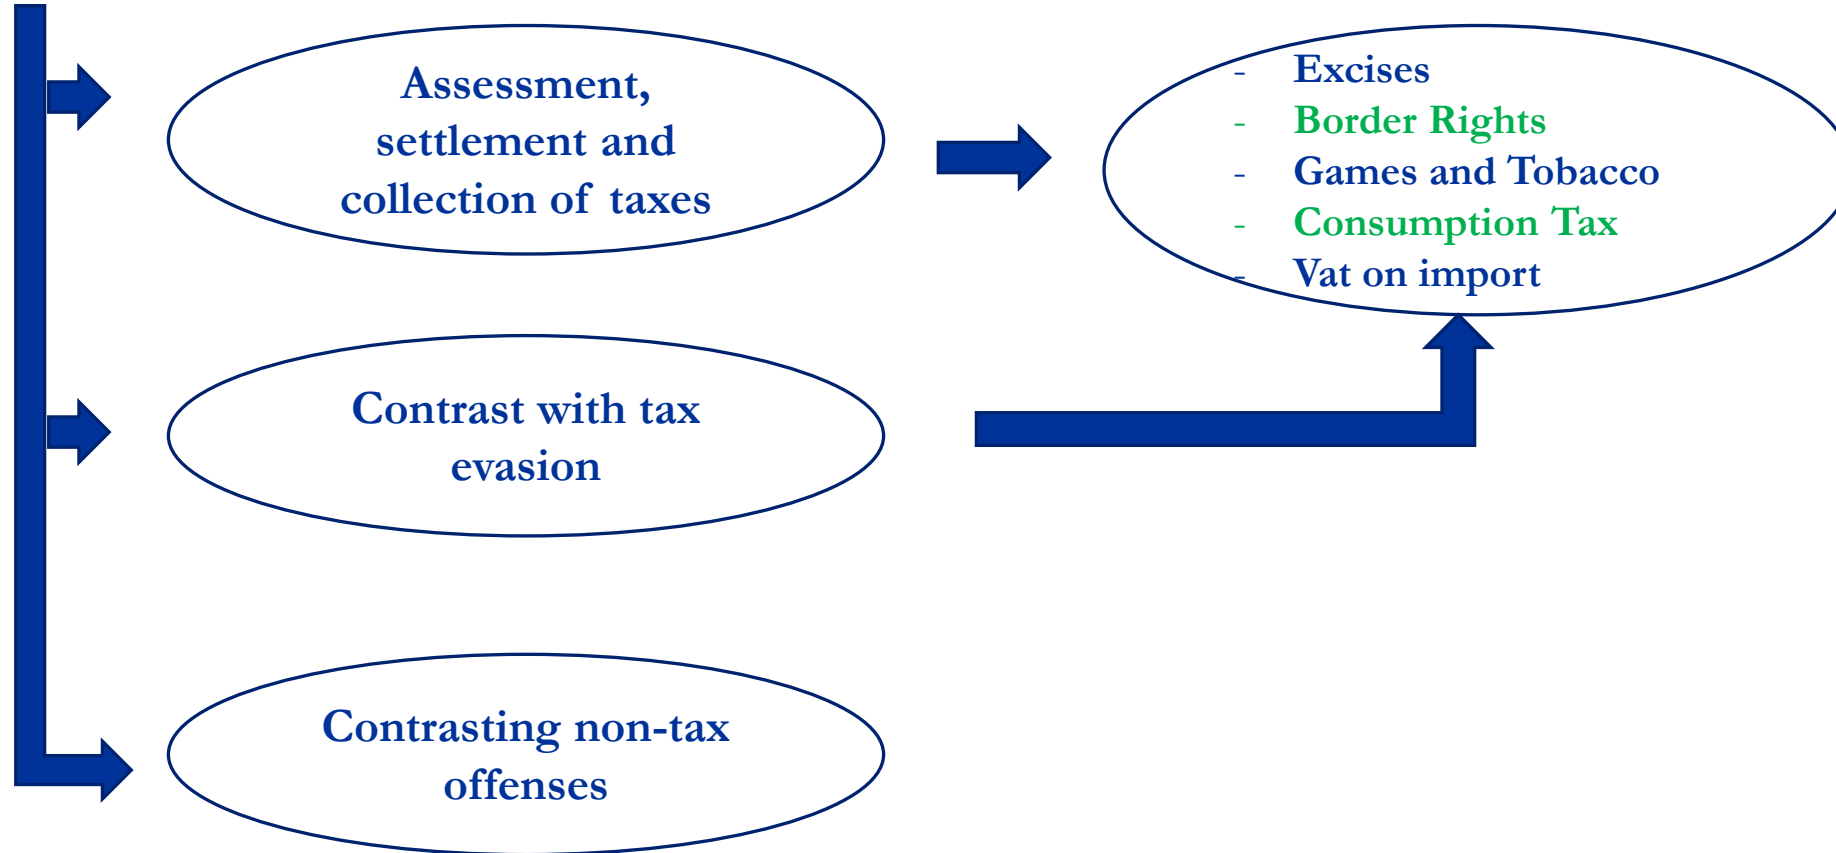 Assessment,
settlement and
collection of taxes
- Excises
- Border Rights
- Games and Tobacco
- Consumption Tax
- Vat on import
Contrast with tax
evasion
Contrasting non-tax
offenses